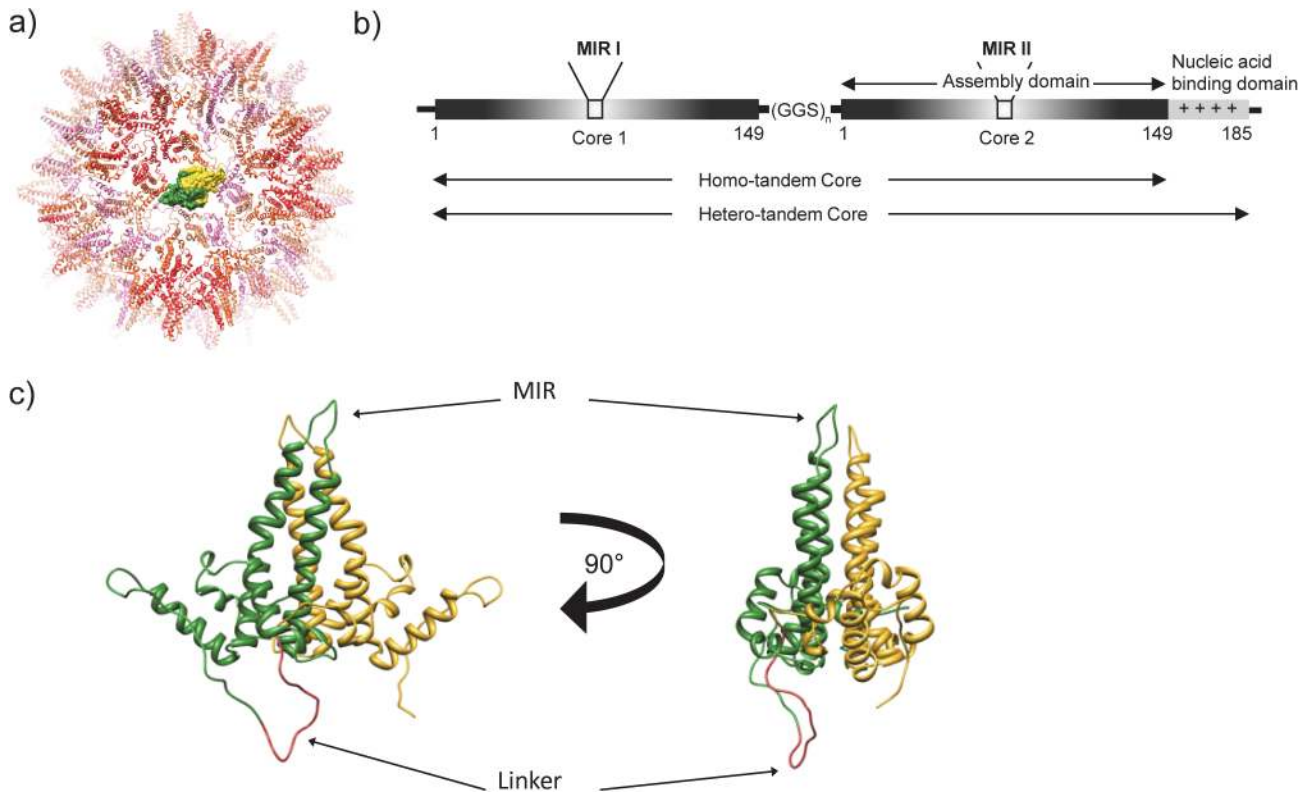 a)
b)
MIR I
MIR II
Nucleic acid
binding domain
Assembly domain
(GGS)n
+ + + +
1
Core 1
149
1
Core 2
149
185
Homo-tandem Core
Hetero-tandem Core
c)
MIR
90°
Linker